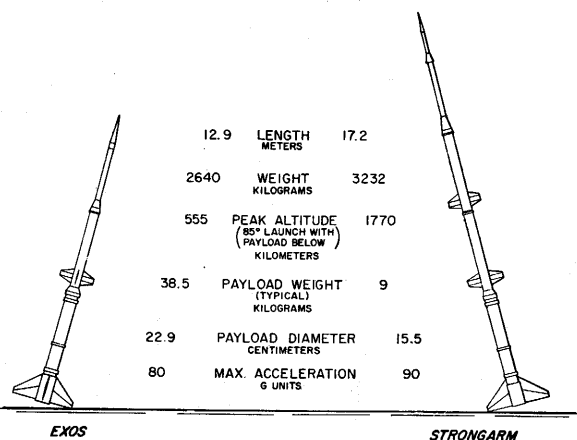 12.9 LENGTH 17.2
METERS
2640 WEIGHT 3232
KILOGRAMS
555 PEAK ALTITUDE 1770
(85° LAUNCH WITH
PAYLOAD BELOW)
KILOMETERS
38.5 PAYLOAD WEIGHT 9
(TYPICAL)
KILOGRAMS
22.9 PAYLOAD DIAMETER 15.5
CENTIMETERS
80 MAX. ACCELERATION 90
G UNITS
EXOS STRONGARM